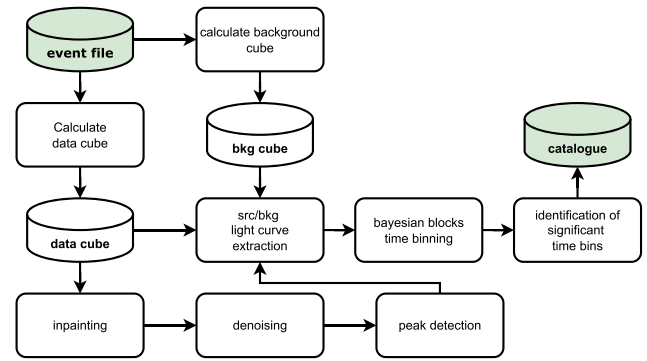 event file
calculate background
cube
Calculate
data cube
bkg cube
catalogue
data cube
src/bkg
light curve
extraction
bayesian blocks
time binning
identification of
significant
time bins
inpainting
denoising
peak detection